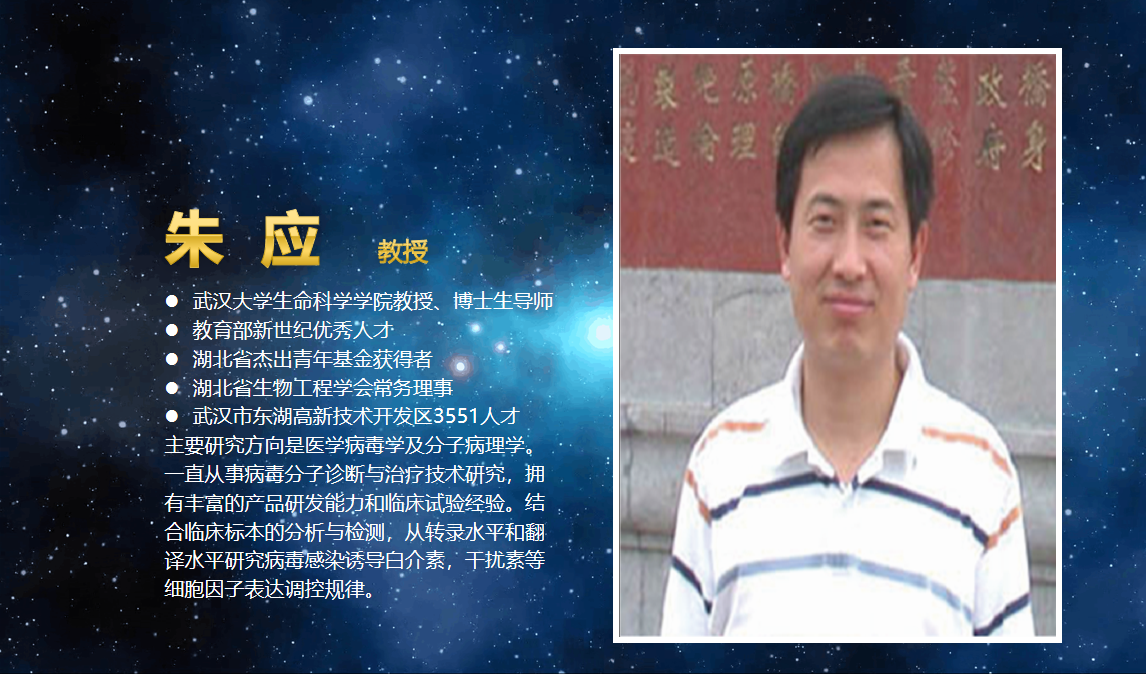 朱 应 教授
● 武汉大学生命科学学院教授、博士生导师
● 教育部新世纪优秀人才
● 湖北省杰出青年基金获得者
● 湖北省生物工程学会常务理事
● 武汉市东湖高新技术开发区3551人才
主要研究方向是医学病毒学及分子病理学。
一直从事病毒分子诊断与治疗技术研究，拥
有丰富的产品研发能力和临床试验经验。结
合临床标本的分析与检测，从转录水平和翻
译水平研究病毒感染诱导白介素，干扰素等
细胞因子表达调控规律。